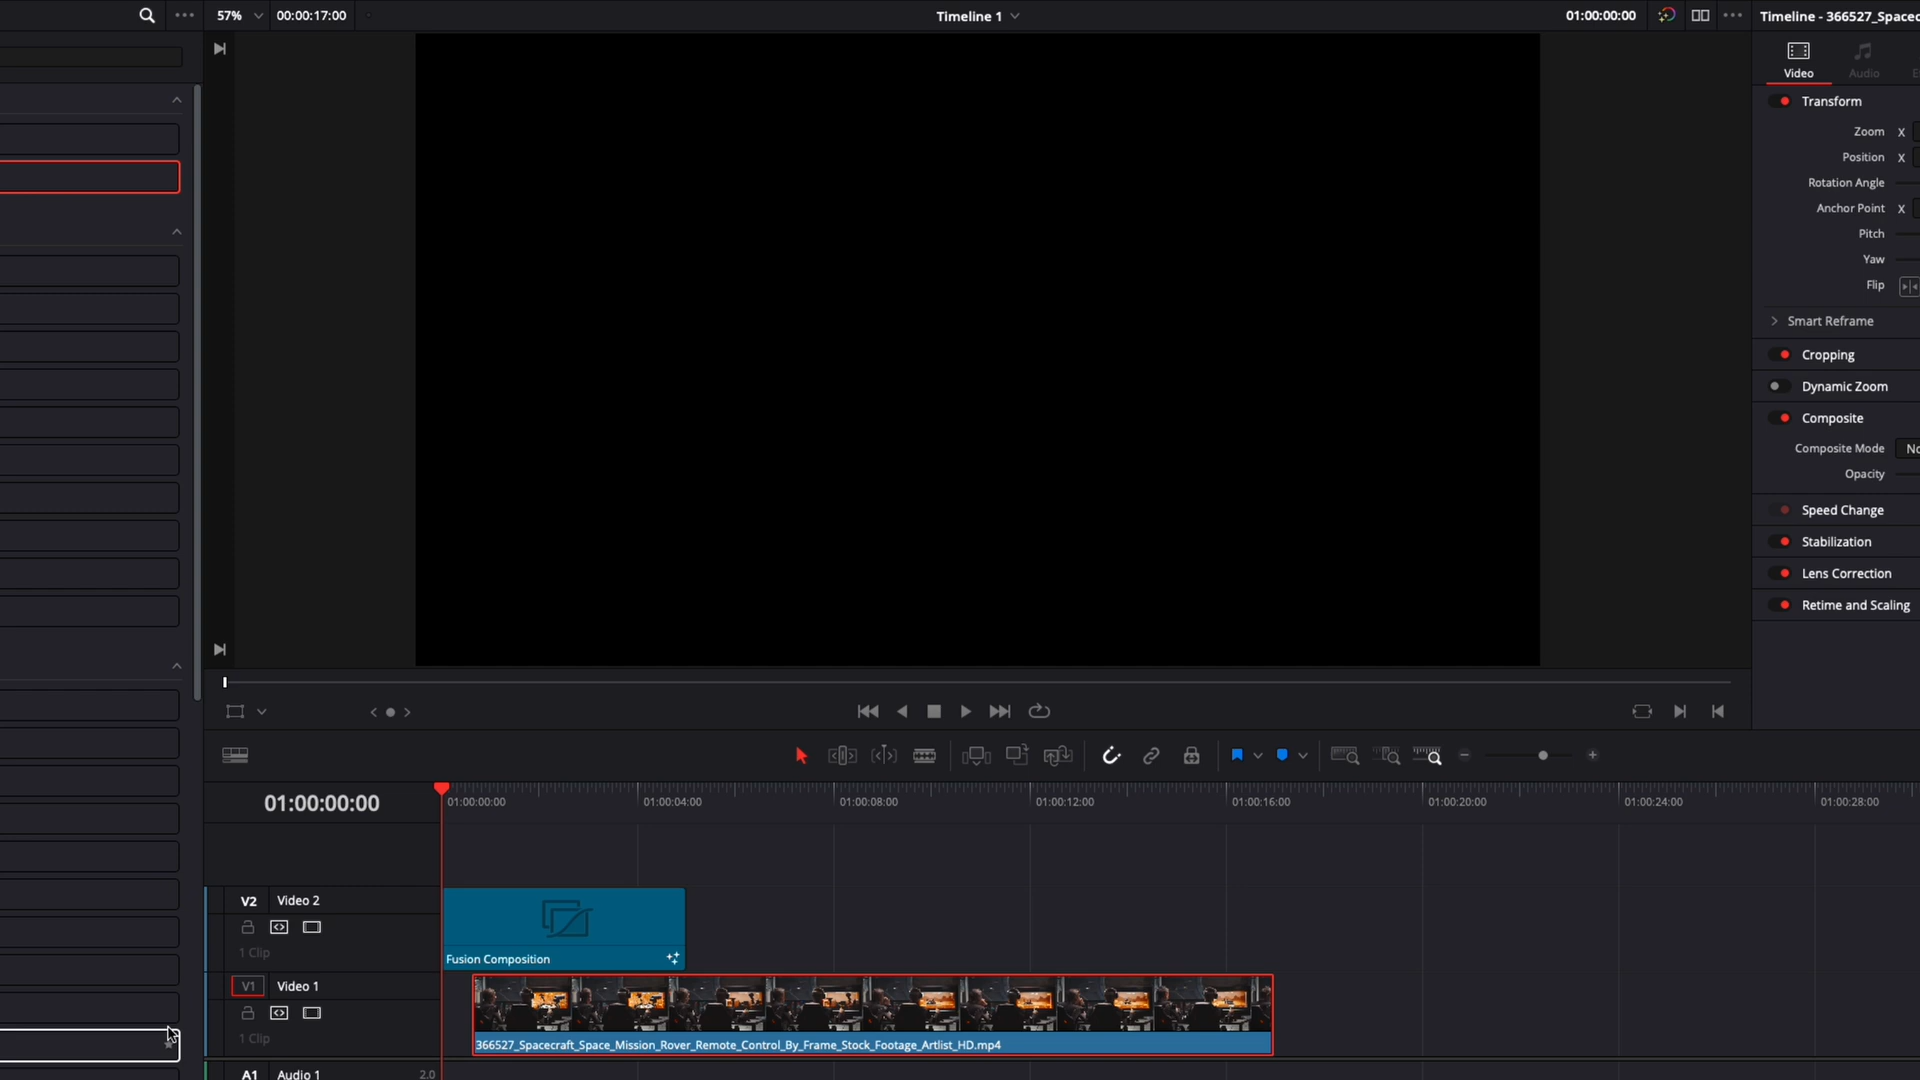 57%
00:00:17:00
Timeline 1
01:00:00:00
Timeline - 366527_Spacec
Video
Audio
Transform
Zoom X
Position X
Rotation Angle
Anchor Point X
Pitch
Yaw
Flip
Smart Reframe
Cropping
Dynamic Zoom
Composite
Composite Mode No
Opacity
Speed Change
Stabilization
Lens Correction
Retime and Scaling
01:00:00:00
01:00:00:00
01:00:04:00
01:00:08:00
01:00:12:00
01:00:16:00
01:00:20:00
01:00:24:00
01:00:28:00
V2 Video 2
1 Clip
Fusion Composition
V1 Video 1
1 Clip
366527_Spacecraft_Space_Mission_Rover_Remote_Control_By_Frame_Stock_Footage_Artlist_HD.mp4
A1 Audio 1 2.0